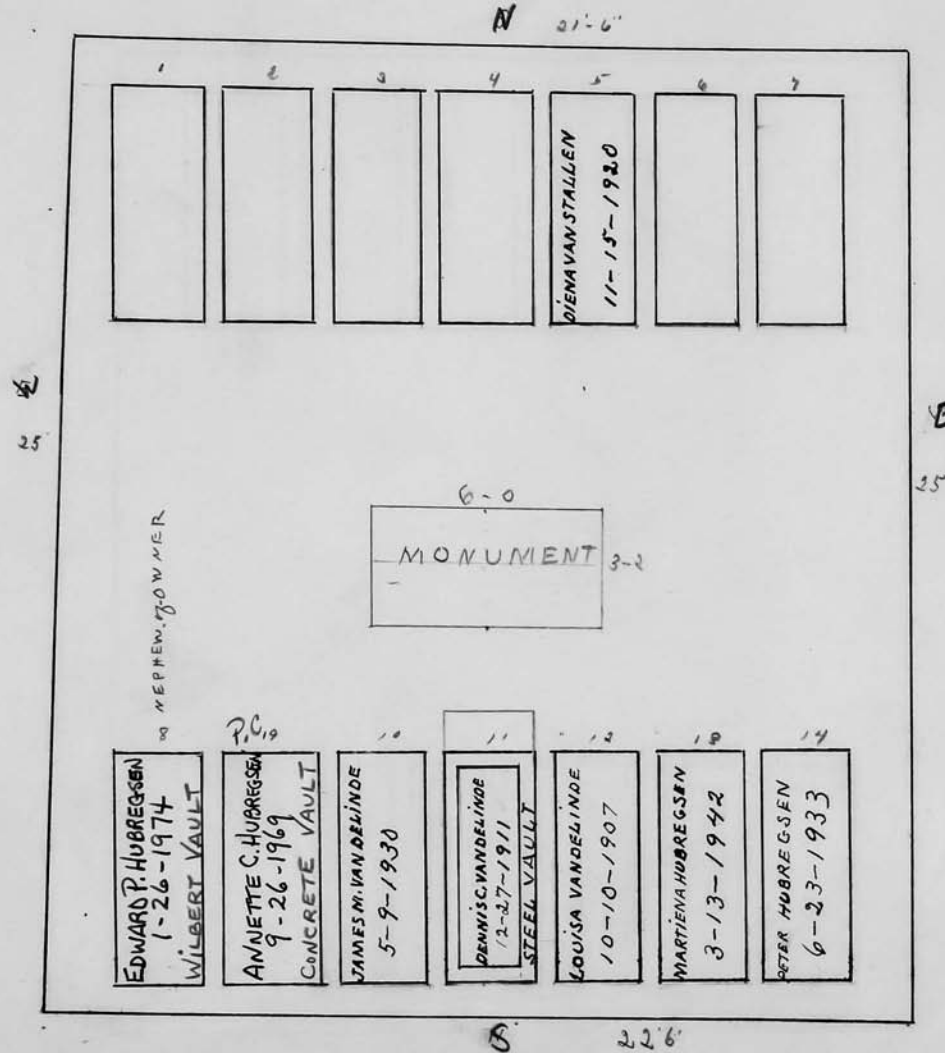 N 21'-6"
1 2 3 4 5 6 7
DIENA VANSTALLEN
11-15-1920
25
25
6-0
MONUMENT 3-2
NEPHEW. of. OWNER
8 P.C. 9 10 11 12 13 14
EDWARD P. HUBREGSEN
1-26-1974
WILBERT VAULT
ANNETTE C. HUBREGSEN
9-26-1969
CONCRETE VAULT
JAMES M. VANDELINDE
5-9-1930
DENNIS C. VANDELINDE
12-27-1911
STEEL VAULT
LOUISA VANDELINDE
10-10-1907
MARTIENA HUBREGSEN
3-13-1942
PETER HUBREGSEN
6-23-1933
S 22'6"